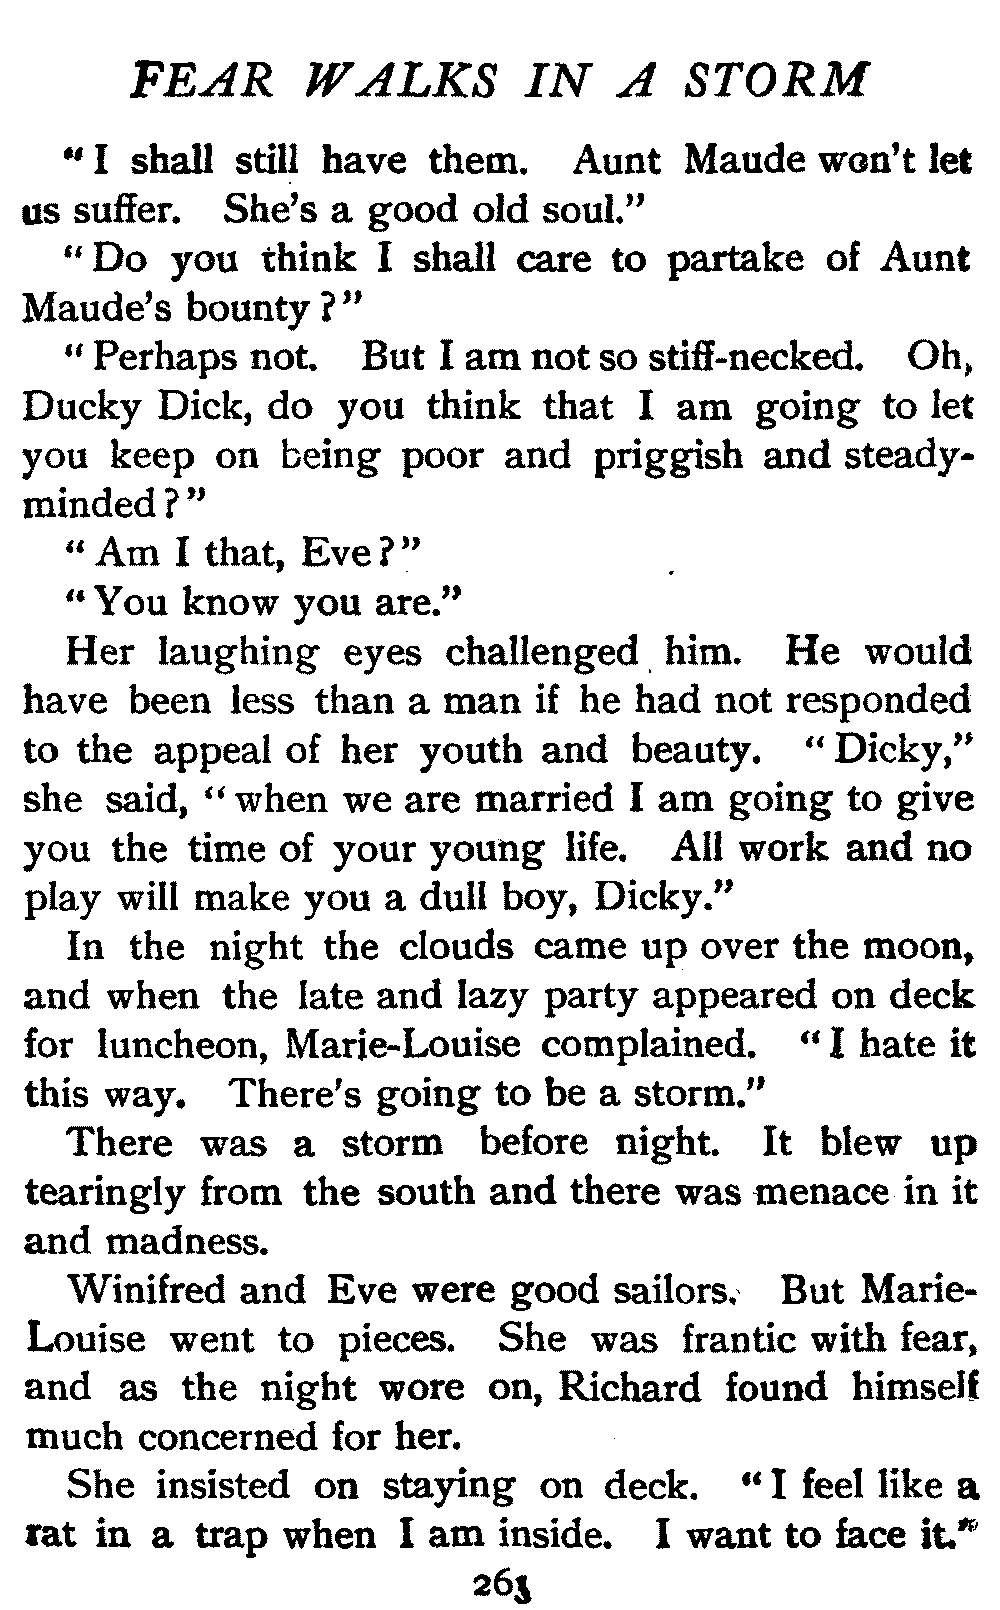 FEAR WALKS IN A STORM
"I shall still have them. Aunt Maude won't let
us suffer. She's a good old soul."
"Do you think I shall care to partake of Aunt
Maude's bounty?"
"Perhaps not. But I am not so stiff-necked. Oh,
Ducky Dick, do you think that I am going to let
you keep on being poor and priggish and steady-
minded?"
"Am I that, Eve?"
"You know you are."
Her laughing eyes challenged him. He would
have been less than a man if he had not responded
to the appeal of her youth and beauty. "Dicky,"
she said, "when we are married I am going to give
you the time of your young life. All work and no
play will make you a dull boy, Dicky."
In the night the clouds came up over the moon,
and when the late and lazy party appeared on deck
for luncheon, Marie-Louise complained. "I hate it
this way. There's going to be a storm."
There was a storm before night. It blew up
tearingly from the south and there was menace in it
and madness.
Winifred and Eve were good sailors. But Marie-
Louise went to pieces. She was frantic with fear,
and as the night wore on, Richard found himself
much concerned for her.
She insisted on staying on deck. "I feel like a
rat in a trap when I am inside. I want to face it."
263